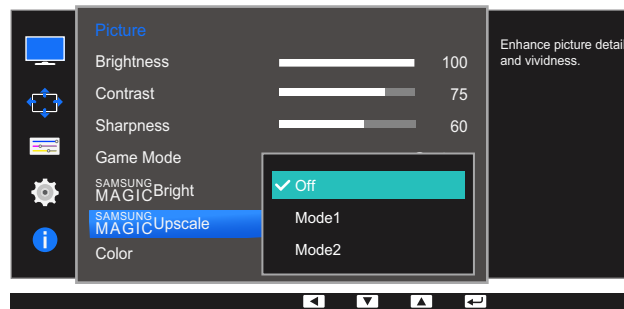 Picture
Brightness 100
Contrast 75
Sharpness 60
Game Mode
SAMSUNG
MAGICBright
SAMSUNG
MAGICUpscale
Color
Off
Mode1
Mode2
Enhance picture detail
and vividness.